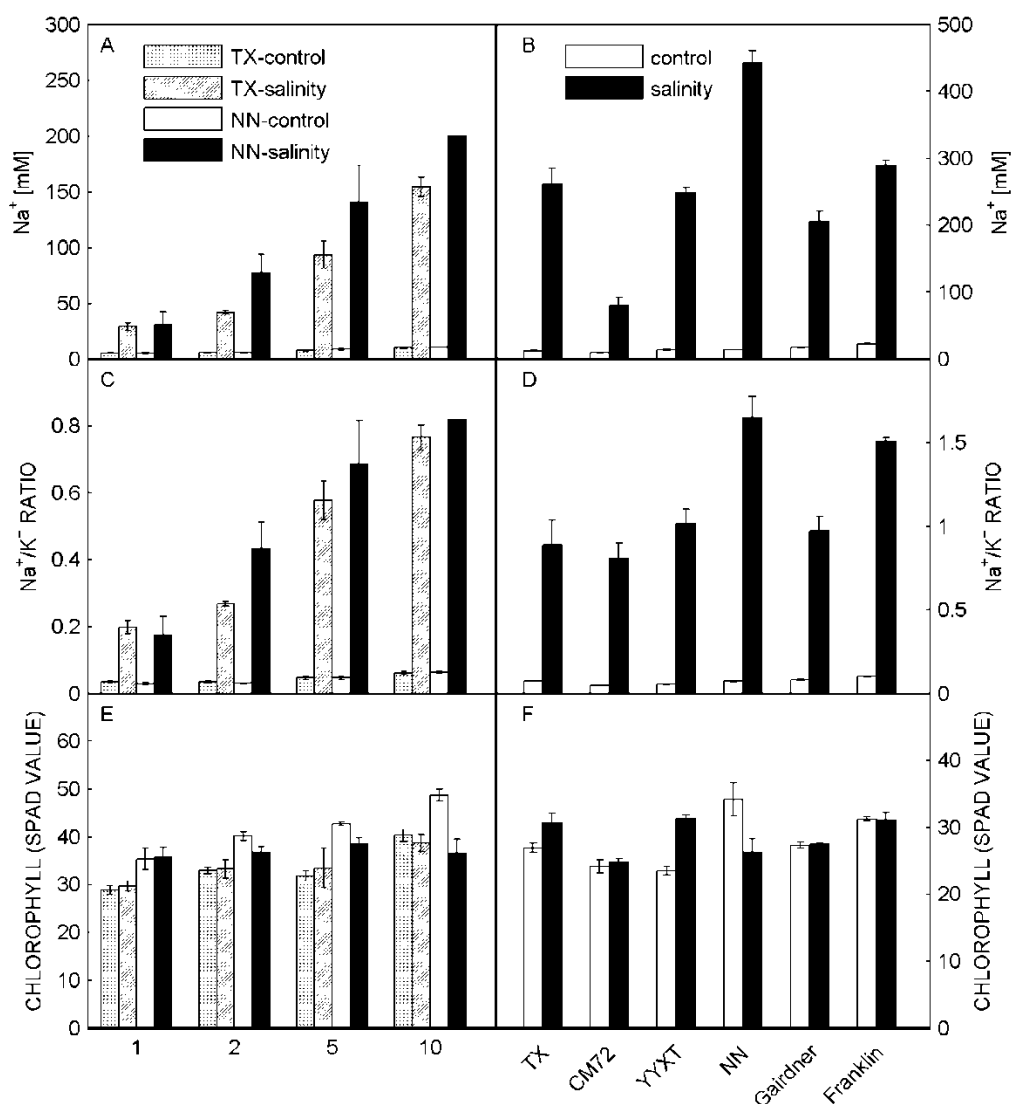 A
TX-control
TX-salinity
NN-control
NN-salinity
300
250
200
150
100
50
0
Na+ [mM]
B
control
salinity
500
400
300
200
100
0
Na+ [mM]
C
0.8
0.6
0.4
0.2
0
Na+/K− RATIO
D
1.5
1
0.5
0
Na+/K− RATIO
E
60
50
40
30
20
10
0
CHLOROPHYLL (SPAD VALUE)
1 2 5 10
F
40
30
20
10
0
CHLOROPHYLL (SPAD VALUE)
TX CM72 YYXT NN Gairdner Franklin